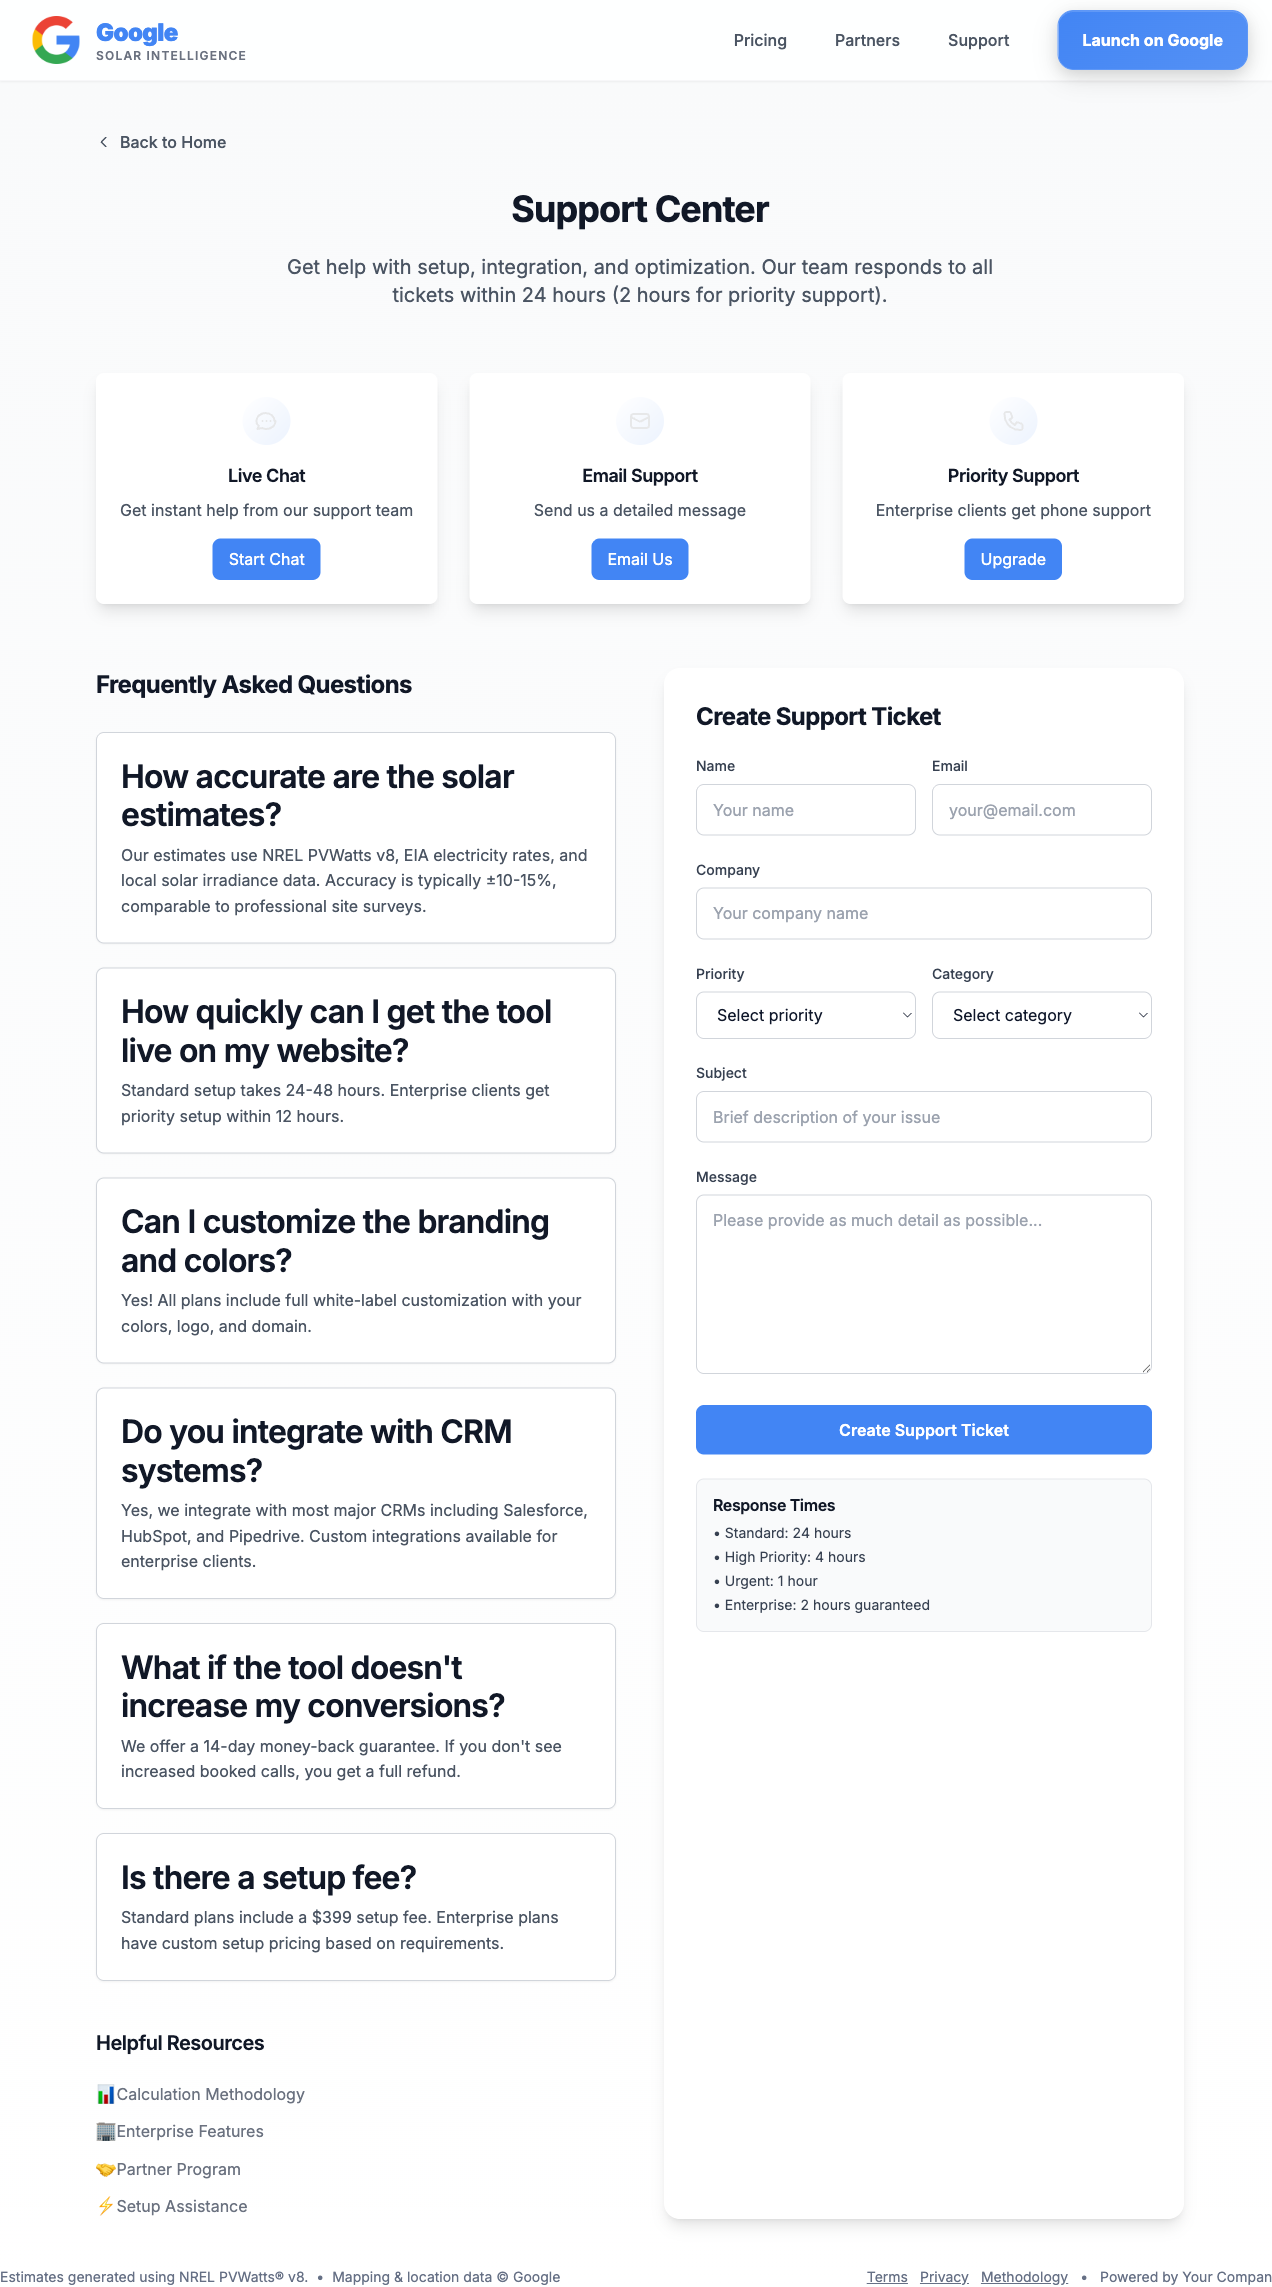 Google
SOLAR INTELLIGENCE
Pricing
Partners
Support
Launch on Google
Back to Home
Support Center
Get help with setup, integration, and optimization. Our team responds to all
tickets within 24 hours (2 hours for priority support).
Live Chat
Get instant help from our support team
Start Chat
Email Support
Send us a detailed message
Email Us
Priority Support
Enterprise clients get phone support
Upgrade
Frequently Asked Questions
How accurate are the solar
estimates?
Our estimates use NREL PVWatts v8, EIA electricity rates, and
local solar irradiance data. Accuracy is typically ±10-15%,
comparable to professional site surveys.
How quickly can I get the tool
live on my website?
Standard setup takes 24-48 hours. Enterprise clients get
priority setup within 12 hours.
Can I customize the branding
and colors?
Yes! All plans include full white-label customization with your
colors, logo, and domain.
Do you integrate with CRM
systems?
Yes, we integrate with most major CRMs including Salesforce,
HubSpot, and Pipedrive. Custom integrations available for
enterprise clients.
What if the tool doesn't
increase my conversions?
We offer a 14-day money-back guarantee. If you don't see
increased booked calls, you get a full refund.
Is there a setup fee?
Standard plans include a $399 setup fee. Enterprise plans
have custom setup pricing based on requirements.
Helpful Resources
Calculation Methodology
Enterprise Features
Partner Program
Setup Assistance
Create Support Ticket
Name
Your name
Email
your@email.com
Company
Your company name
Priority
Select priority
Category
Select category
Subject
Brief description of your issue
Message
Please provide as much detail as possible...
Create Support Ticket
Response Times
• Standard: 24 hours
• High Priority: 4 hours
• Urgent: 1 hour
• Enterprise: 2 hours guaranteed
Estimates generated using NREL PVWatts® v8. • Mapping & location data © Google
Terms Privacy Methodology • Powered by Your Compan